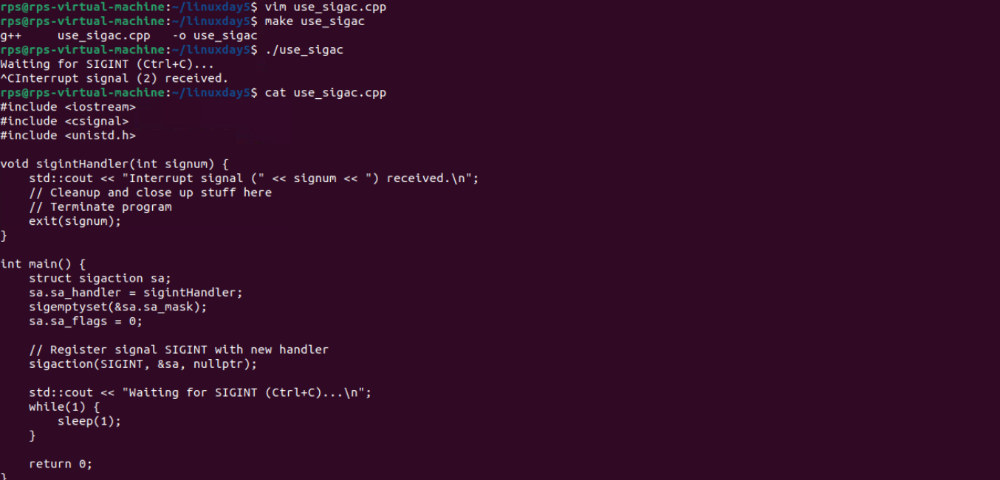 rps@rps-virtual-machine:~/linuxday5$ vim use_sigac.cpp
rps@rps-virtual-machine:~/linuxday5$ make use_sigac
g++     use_sigac.cpp   -o use_sigac
rps@rps-virtual-machine:~/linuxday5$ ./use_sigac
Waiting for SIGINT (Ctrl+C)...
^CInterrupt signal (2) received.
rps@rps-virtual-machine:~/linuxday5$ cat use_sigac.cpp
#include <iostream>
#include <csignal>
#include <unistd.h>

void sigintHandler(int signum) {
    std::cout << "Interrupt signal (" << signum << ") received.\n";
    // Cleanup and close up stuff here
    // Terminate program
    exit(signum);
}

int main() {
    struct sigaction sa;
    sa.sa_handler = sigintHandler;
    sigemptyset(&sa.sa_mask);
    sa.sa_flags = 0;

    // Register signal SIGINT with new handler
    sigaction(SIGINT, &sa, nullptr);

    std::cout << "Waiting for SIGINT (Ctrl+C)...\n";
    while(1) {
        sleep(1);
    }

    return 0;
}